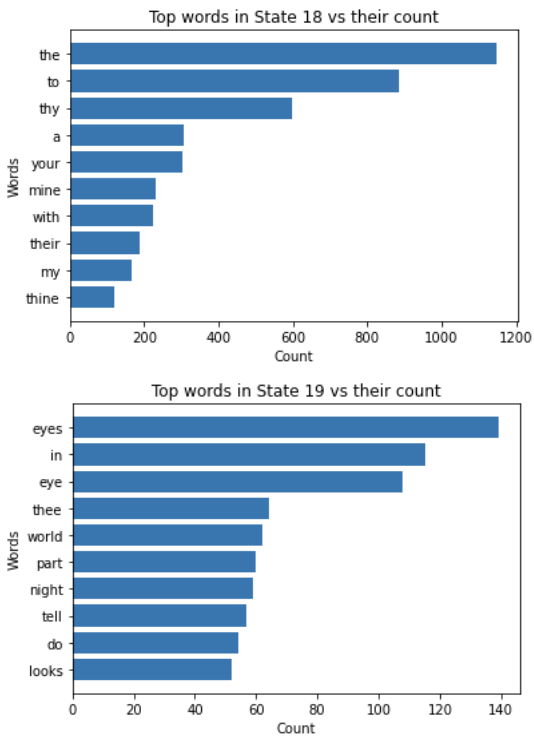 Top words in State 18 vs their count
the
to
thy
a
your
mine
with
their
my
thine
Words
0 200 400 600 800 1000 1200
Count
Top words in State 19 vs their count
eyes
in
eye
thee
world
part
night
tell
do
looks
Words
0 20 40 60 80 100 120 140
Count